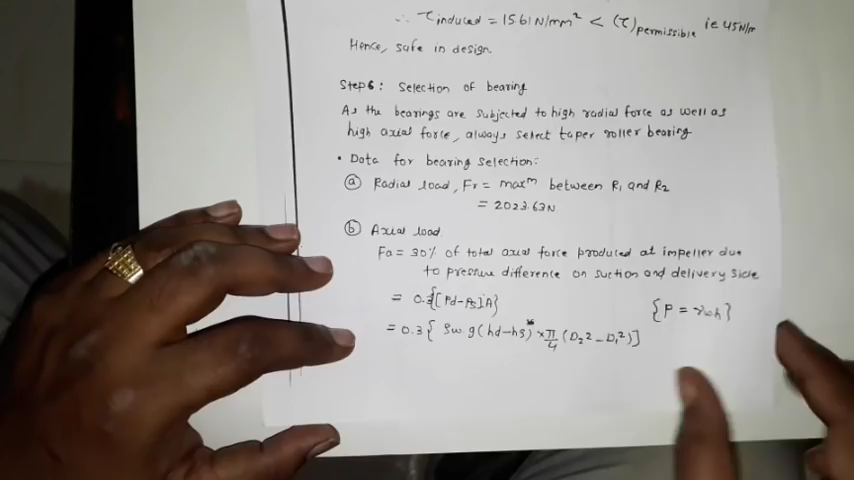 ∴ τinduced = 15.61 N/mm² < (τ)permissible ie 45 N/m
Hence, safe in design.
Step 6: Selection of bearing
As the bearings are subjected to high radial force as well as
high axial force, always select taper roller bearing
• Data for bearing selection:
(a) Radial load, Fr = maxᵐ between R1 and R2
= 2023.63N
(b) Axial load.
Fa = 30% of total axial force produced at impeller due
to pressure difference on suction and delivery side
= 0.3{[Pd-Ps]A} {P = rwh}
= 0.3{ ρw.g(hd-hs) × π/4 (D2² - D1²)]